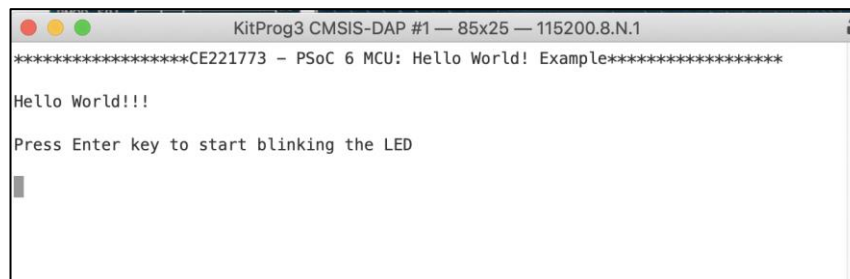 KitProg3 CMSIS-DAP #1 — 85x25 — 115200.8.N.1
******************CE221773 – PSoC 6 MCU: Hello World! Example******************
Hello World!!!
Press Enter key to start blinking the LED